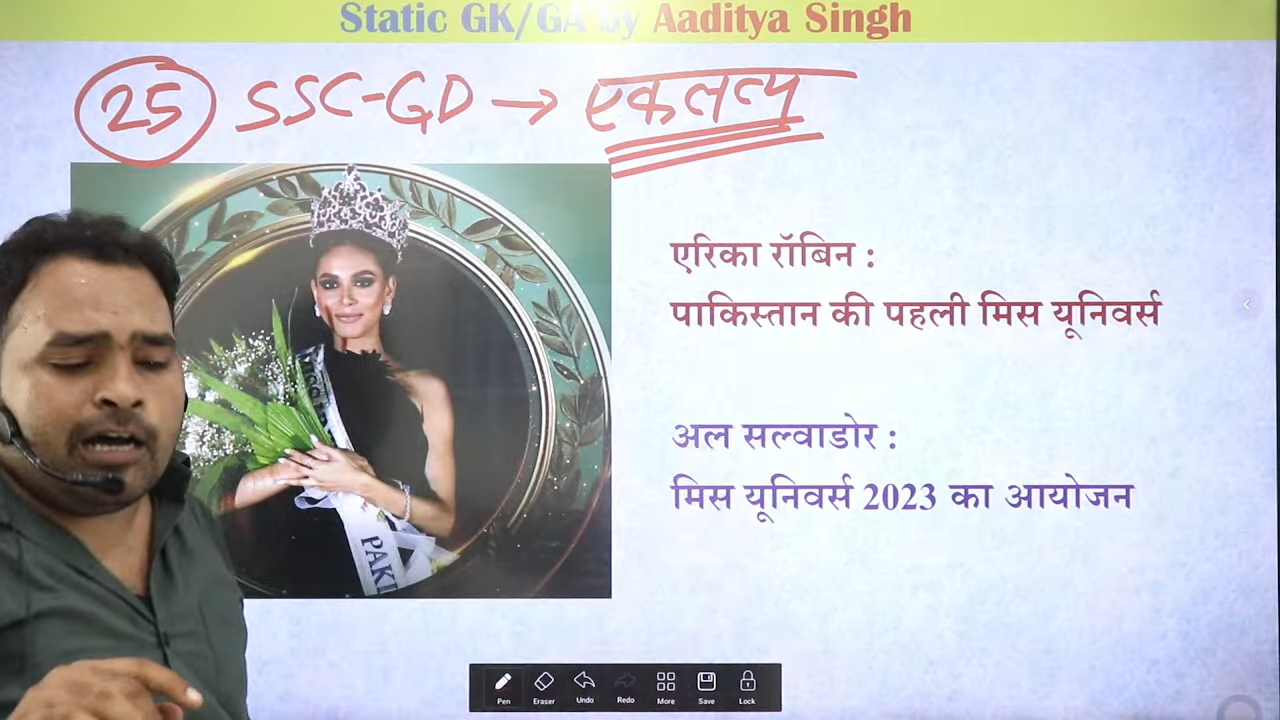 Static GK/GA by Aaditya Singh
25 SSC-GD → एकलव्य
एरिका रॉबिन :
पाकिस्तान की पहली मिस यूनिवर्स
अल सल्वाडोर :
मिस यूनिवर्स 2023 का आयोजन
PAKI
Pen Eraser Undo Redo More Save Lock